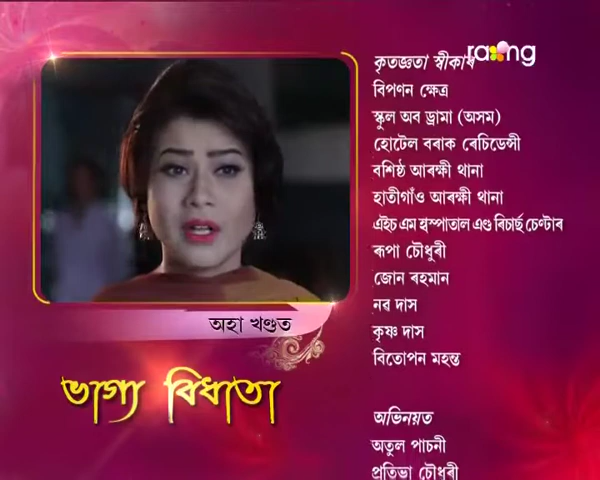 rang
কৃতজ্ঞতা স্বীকাৰ
বিপণন ক্ষেত্ৰ
স্কুল অব ড্ৰামা (অসম)
হোটেল বৰাক ৰেচিডেন্সী
বশিষ্ঠ আৰক্ষী থানা
হাতীগাঁও আৰক্ষী থানা
এইচ এম হস্পাতাল এণ্ড ৰিচাৰ্ছ চেণ্টাৰ
ৰূপা চৌধুৰী
জোন ৰহমান
নৱ দাস
কৃষ্ণ দাস
বিতোপন মহন্ত
অভিনয়ত
অতুল পাচনী
প্ৰতিভা চৌধুৰী
অহা খণ্ডত
ভাগ্য বিধাতা